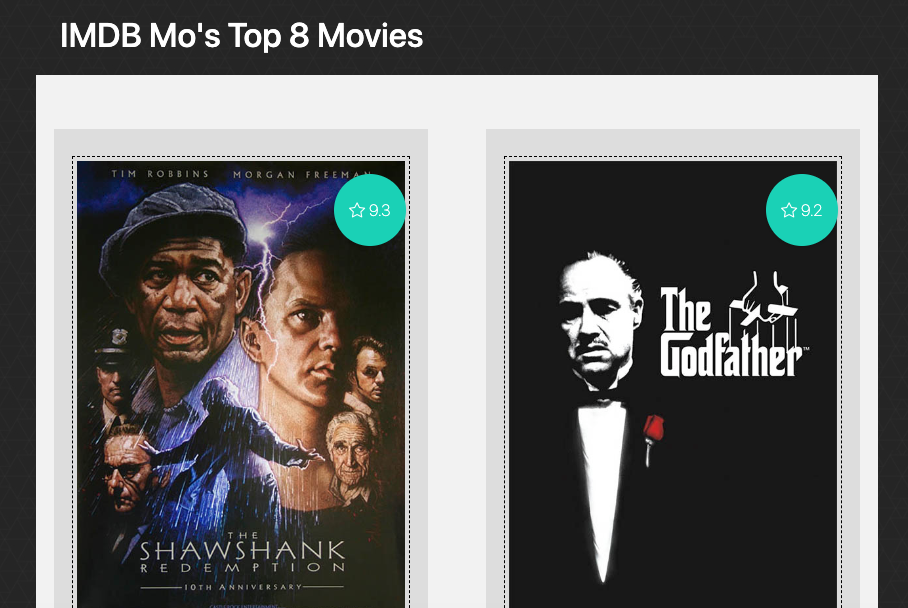 IMDB Mo's Top 8 Movies
TIM ROBBINS MORGAN FREEMAN
9.3
THE
SHAWSHANK
REDEMPTION
10TH ANNIVERSARY
9.2
The
Godfather™